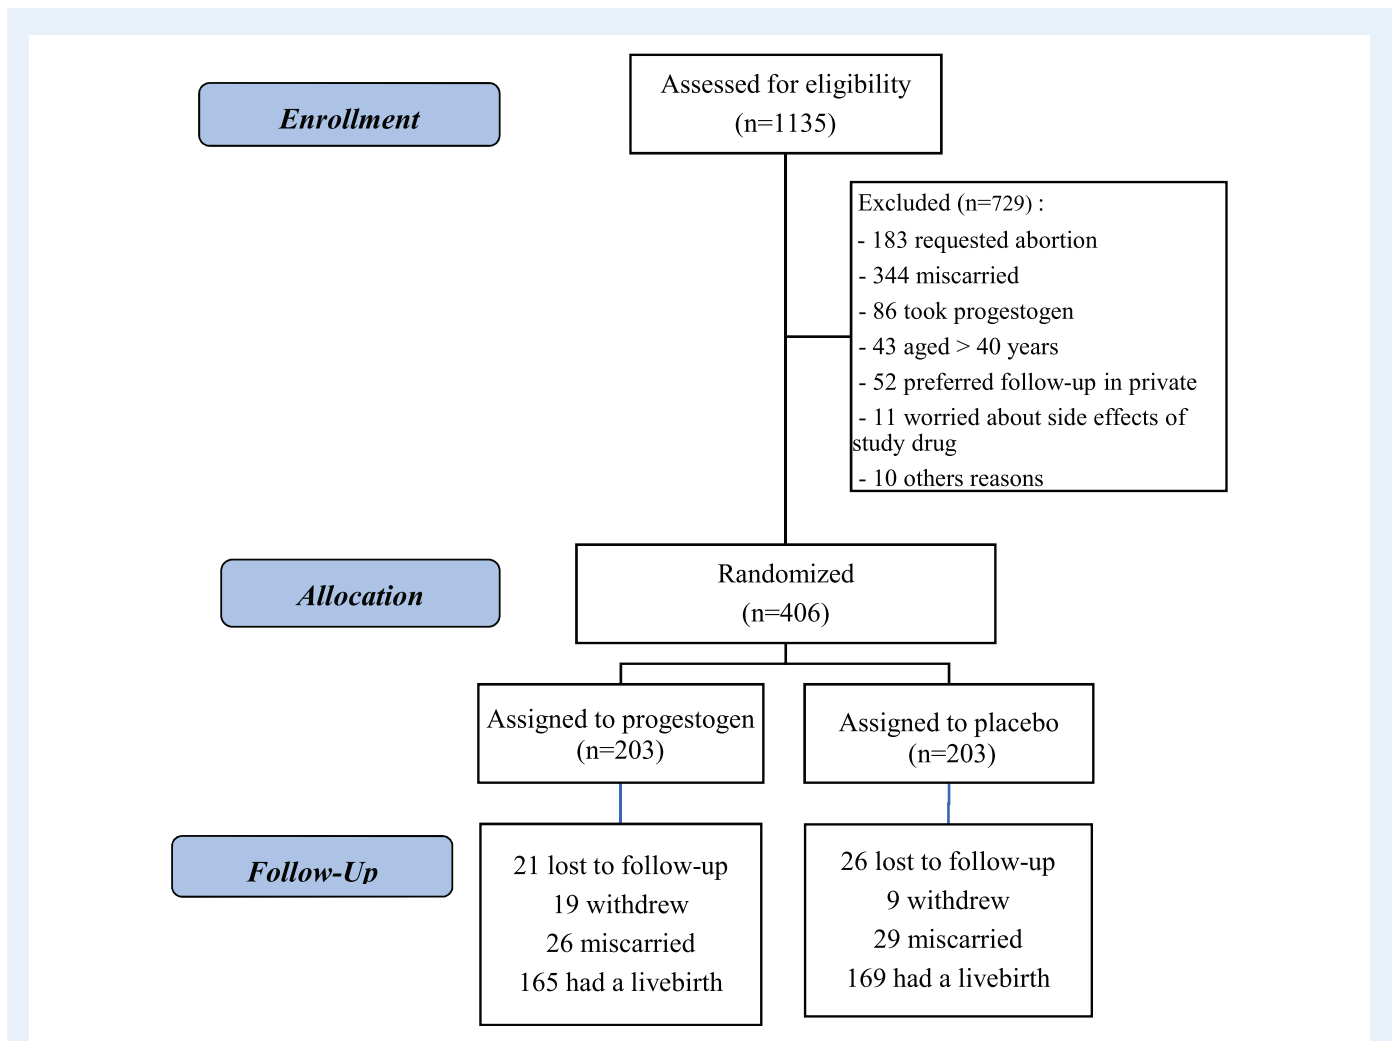 Enrollment
Assessed for eligibility
(n=1135)
Excluded (n=729) :
- 183 requested abortion
- 344 miscarried
- 86 took progestogen
- 43 aged > 40 years
- 52 preferred follow-up in private
- 11 worried about side effects of
study drug
- 10 others reasons
Allocation
Randomized
(n=406)
Assigned to progestogen
(n=203)
Assigned to placebo
(n=203)
Follow-Up
21 lost to follow-up
19 withdrew
26 miscarried
165 had a livebirth
26 lost to follow-up
9 withdrew
29 miscarried
169 had a livebirth